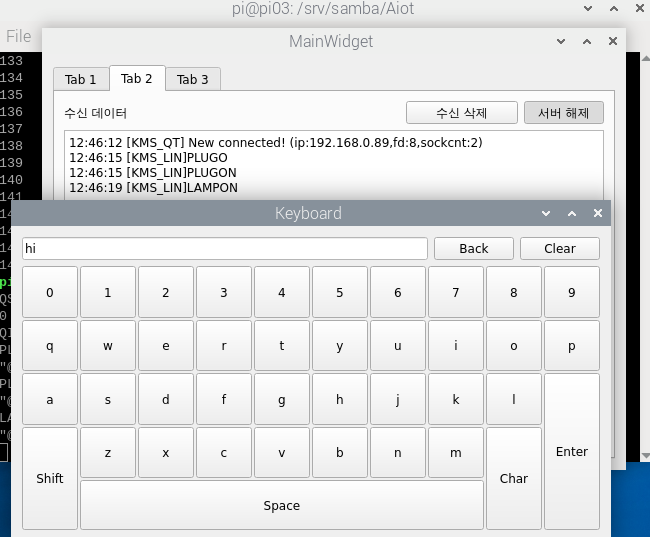 pi@pi03: /srv/samba/Aiot
File
MainWidget
133
134
135
136
137
138
139
140
141
Tab 1 Tab 2 Tab 3
수신 데이터 수신 삭제 서버 해제
12:46:12 [KMS_QT] New connected! (ip:192.168.0.89,fd:8,sockcnt:2)
12:46:15 [KMS_LIN]PLUGO
12:46:15 [KMS_LIN]PLUGON
12:46:19 [KMS_LIN]LAMPON
Keyboard
hi Back Clear
0 1 2 3 4 5 6 7 8 9
q w e r t y u i o p
a s d f g h j k l
Shift z x c v b n m Char Enter
Space